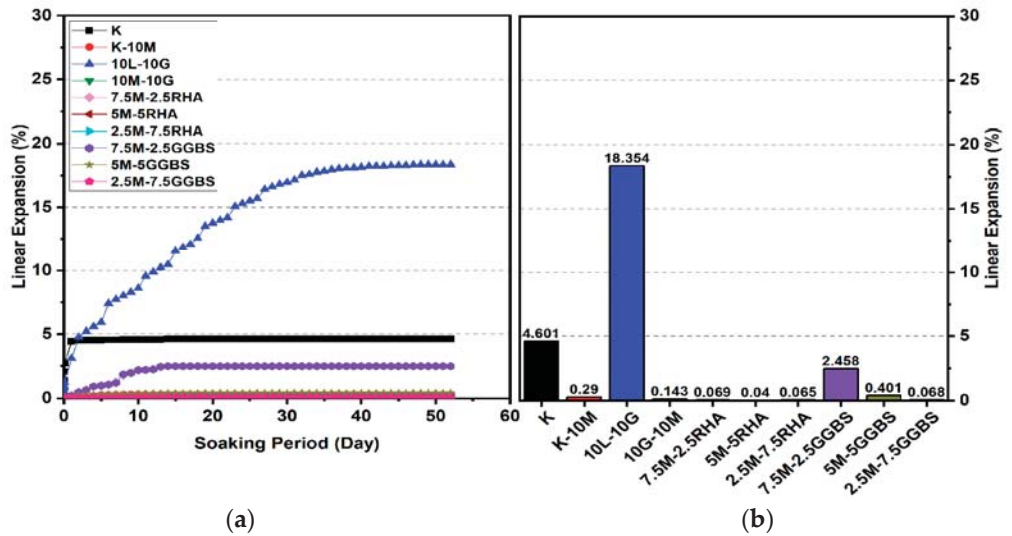 30
25
20
15
10
5
0
Linear Expansion (%)
K
K-10M
10L-10G
10M-10G
7.5M-2.5RHA
5M-5RHA
2.5M-7.5RHA
7.5M-2.5GGBS
5M-5GGBS
2.5M-7.5GGBS
0 10 20 30 40 50 60
Soaking Period (Day)
(a)
4.601
0.29
18.354
0.143
0.069
0.04
0.065
2.458
0.401
0.068
30
25
20
15
10
5
0
Linear Expansion (%)
K
K-10M
10L-10G
10G-10M
7.5M-2.5RHA
5M-5RHA
2.5M-7.5RHA
7.5M-2.5GGBS
5M-5GGBS
2.5M-7.5GGBS
(b)